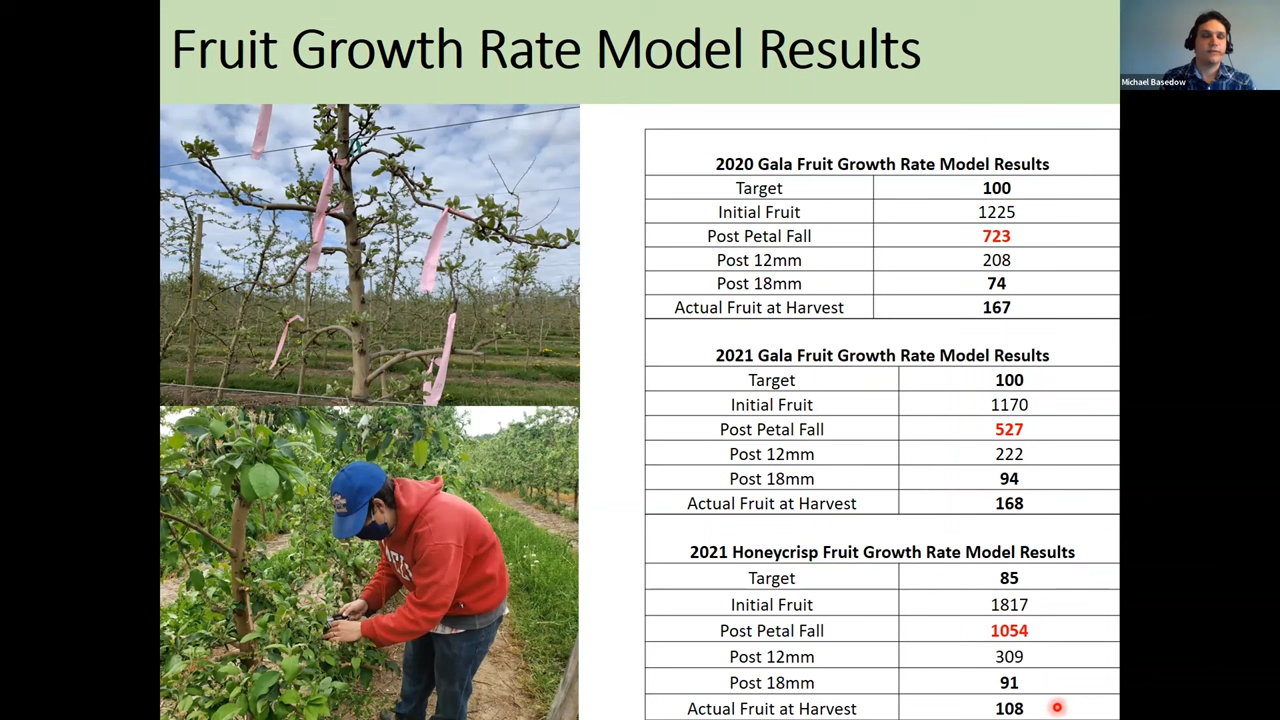 Fruit Growth Rate Model Results
Michael Basedow
2020 Gala Fruit Growth Rate Model Results
Target 100
Initial Fruit 1225
Post Petal Fall 723
Post 12mm 208
Post 18mm 74
Actual Fruit at Harvest 167
2021 Gala Fruit Growth Rate Model Results
Target 100
Initial Fruit 1170
Post Petal Fall 527
Post 12mm 222
Post 18mm 94
Actual Fruit at Harvest 168
2021 Honeycrisp Fruit Growth Rate Model Results
Target 85
Initial Fruit 1817
Post Petal Fall 1054
Post 12mm 309
Post 18mm 91
Actual Fruit at Harvest 108